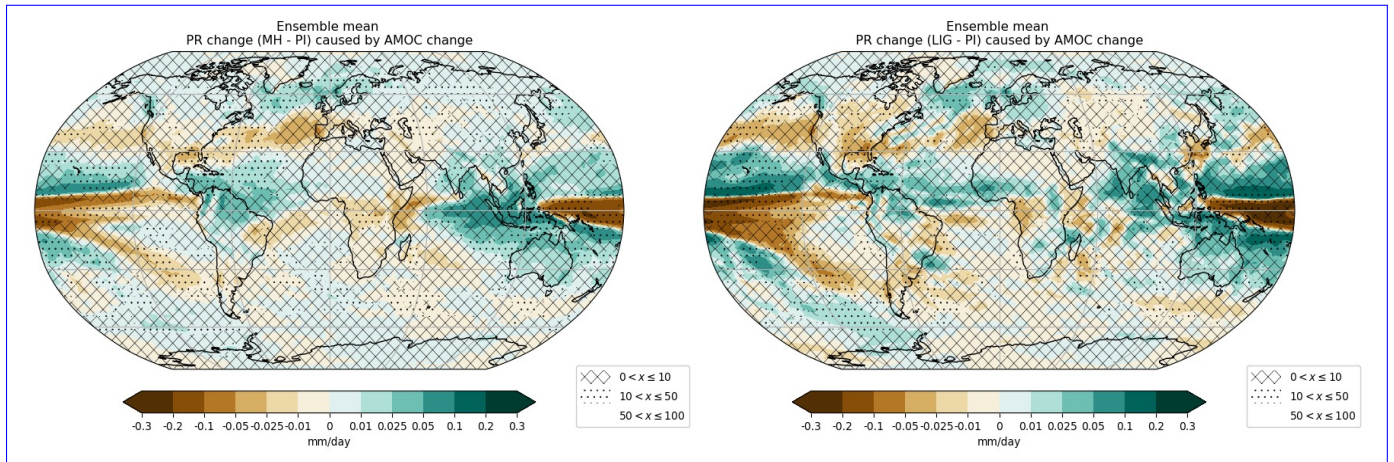 Ensemble mean
PR change (MH - PI) caused by AMOC change
Ensemble mean
PR change (LIG - PI) caused by AMOC change
0 < x ≤ 10
10 < x ≤ 50
50 < x ≤ 100
0 < x ≤ 10
10 < x ≤ 50
50 < x ≤ 100
-0.3 -0.2 -0.1 -0.05 -0.025 -0.01 0 0.01 0.025 0.05 0.1 0.2 0.3
mm/day
-0.3 -0.2 -0.1 -0.05 -0.025 -0.01 0 0.01 0.025 0.05 0.1 0.2 0.3
mm/day